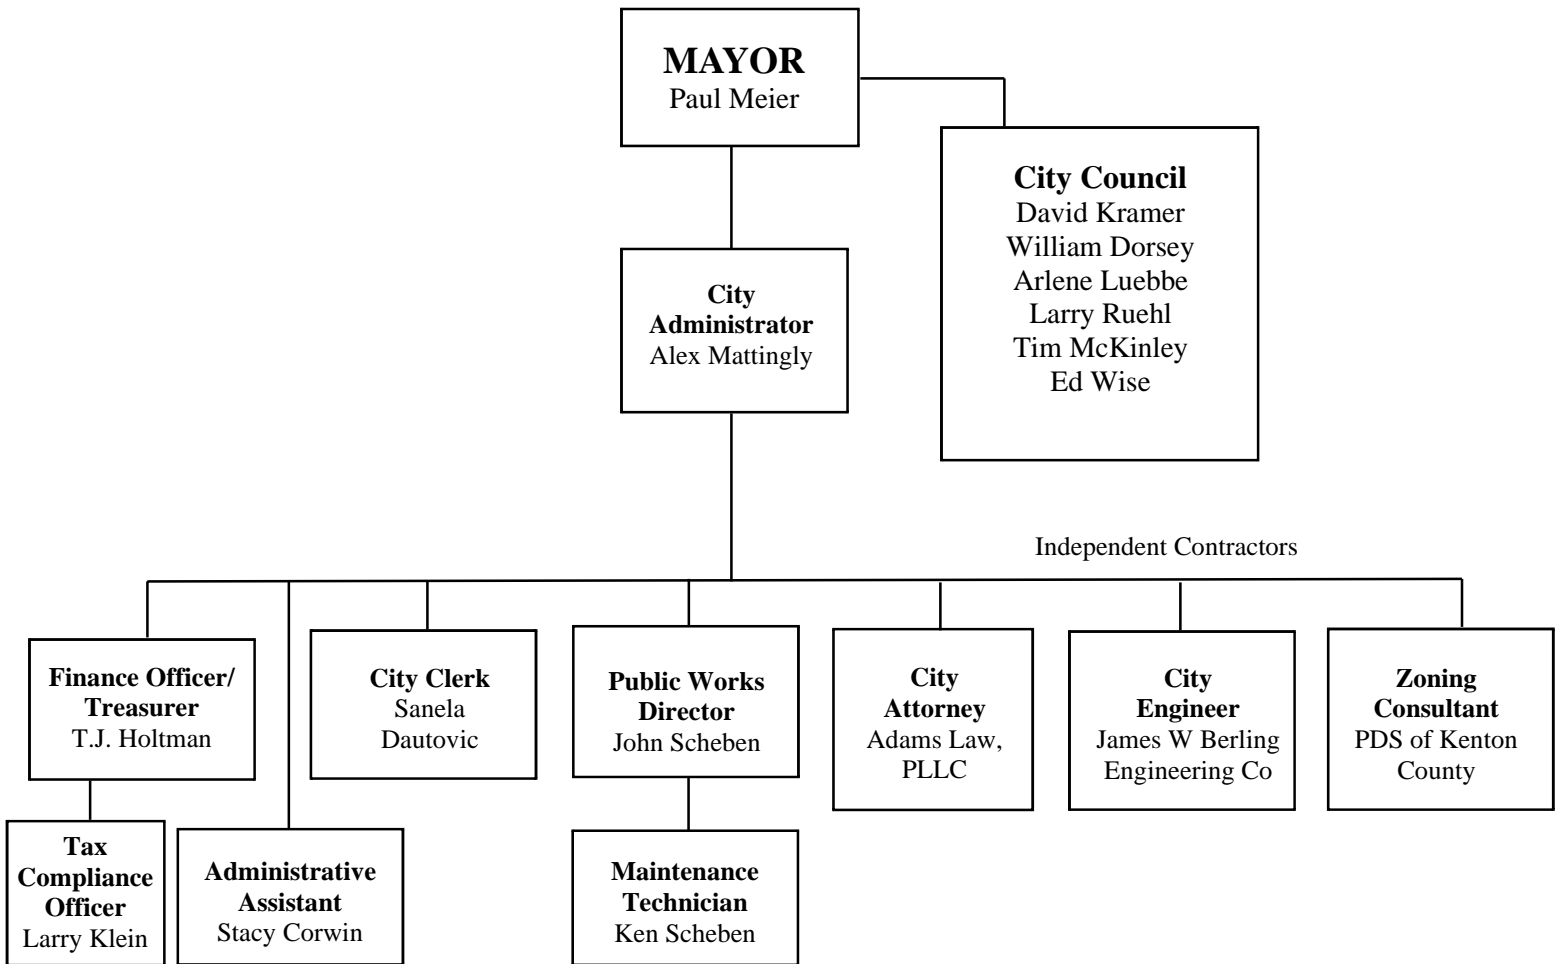 MAYOR
Paul Meier
City Council
David Kramer
William Dorsey
Arlene Luebbe
Larry Ruehl
Tim McKinley
Ed Wise
City
Administrator
Alex Mattingly
Independent Contractors
Finance Officer/
Treasurer
T.J. Holtman
City Clerk
Sanela
Dautovic
Public Works
Director
John Scheben
City
Attorney
Adams Law,
PLLC
City
Engineer
James W Berling
Engineering Co
Zoning
Consultant
PDS of Kenton
County
Tax
Compliance
Officer
Larry Klein
Administrative
Assistant
Stacy Corwin
Maintenance
Technician
Ken Scheben